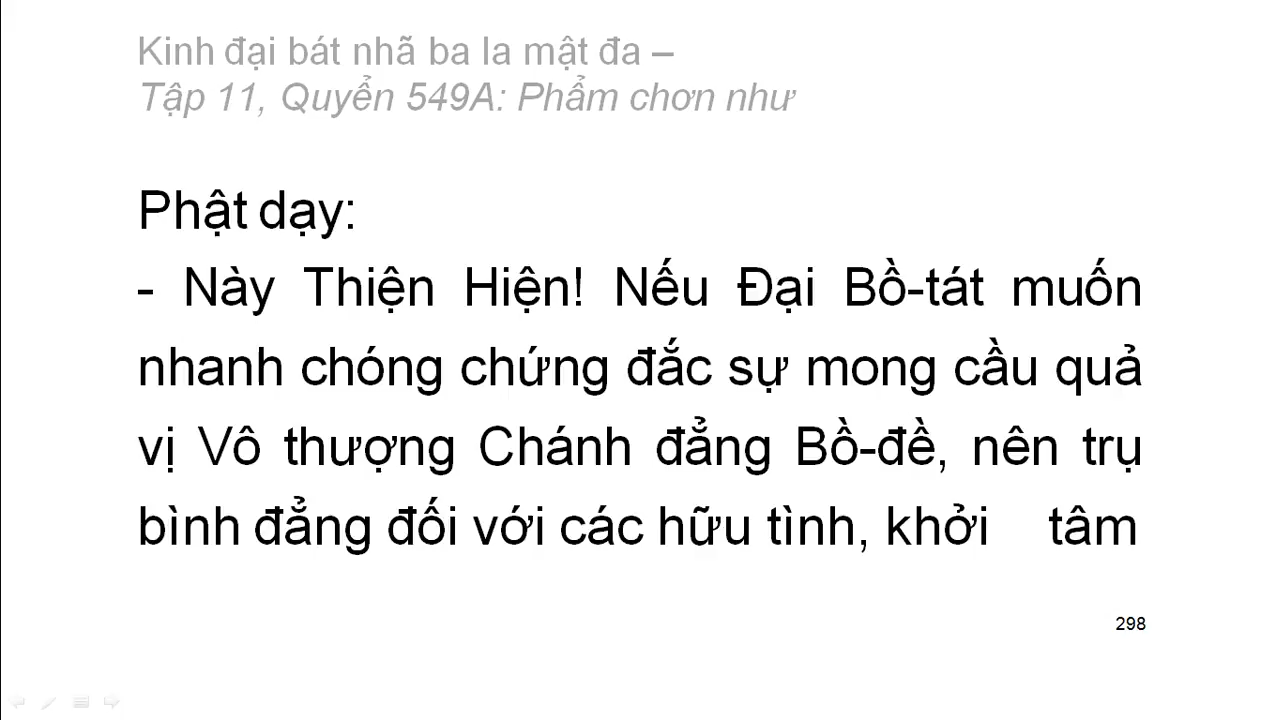 Kinh đại bát nhã ba la mật đa –
Tập 11, Quyển 549A: Phẩm chơn như
Phật dạy:
- Này Thiện Hiện! Nếu Đại Bồ-tát muốn
nhanh chóng chứng đắc sự mong cầu quả
vị Vô thượng Chánh đẳng Bồ-đề, nên trụ
bình đẳng đối với các hữu tình, khởi tâm
298